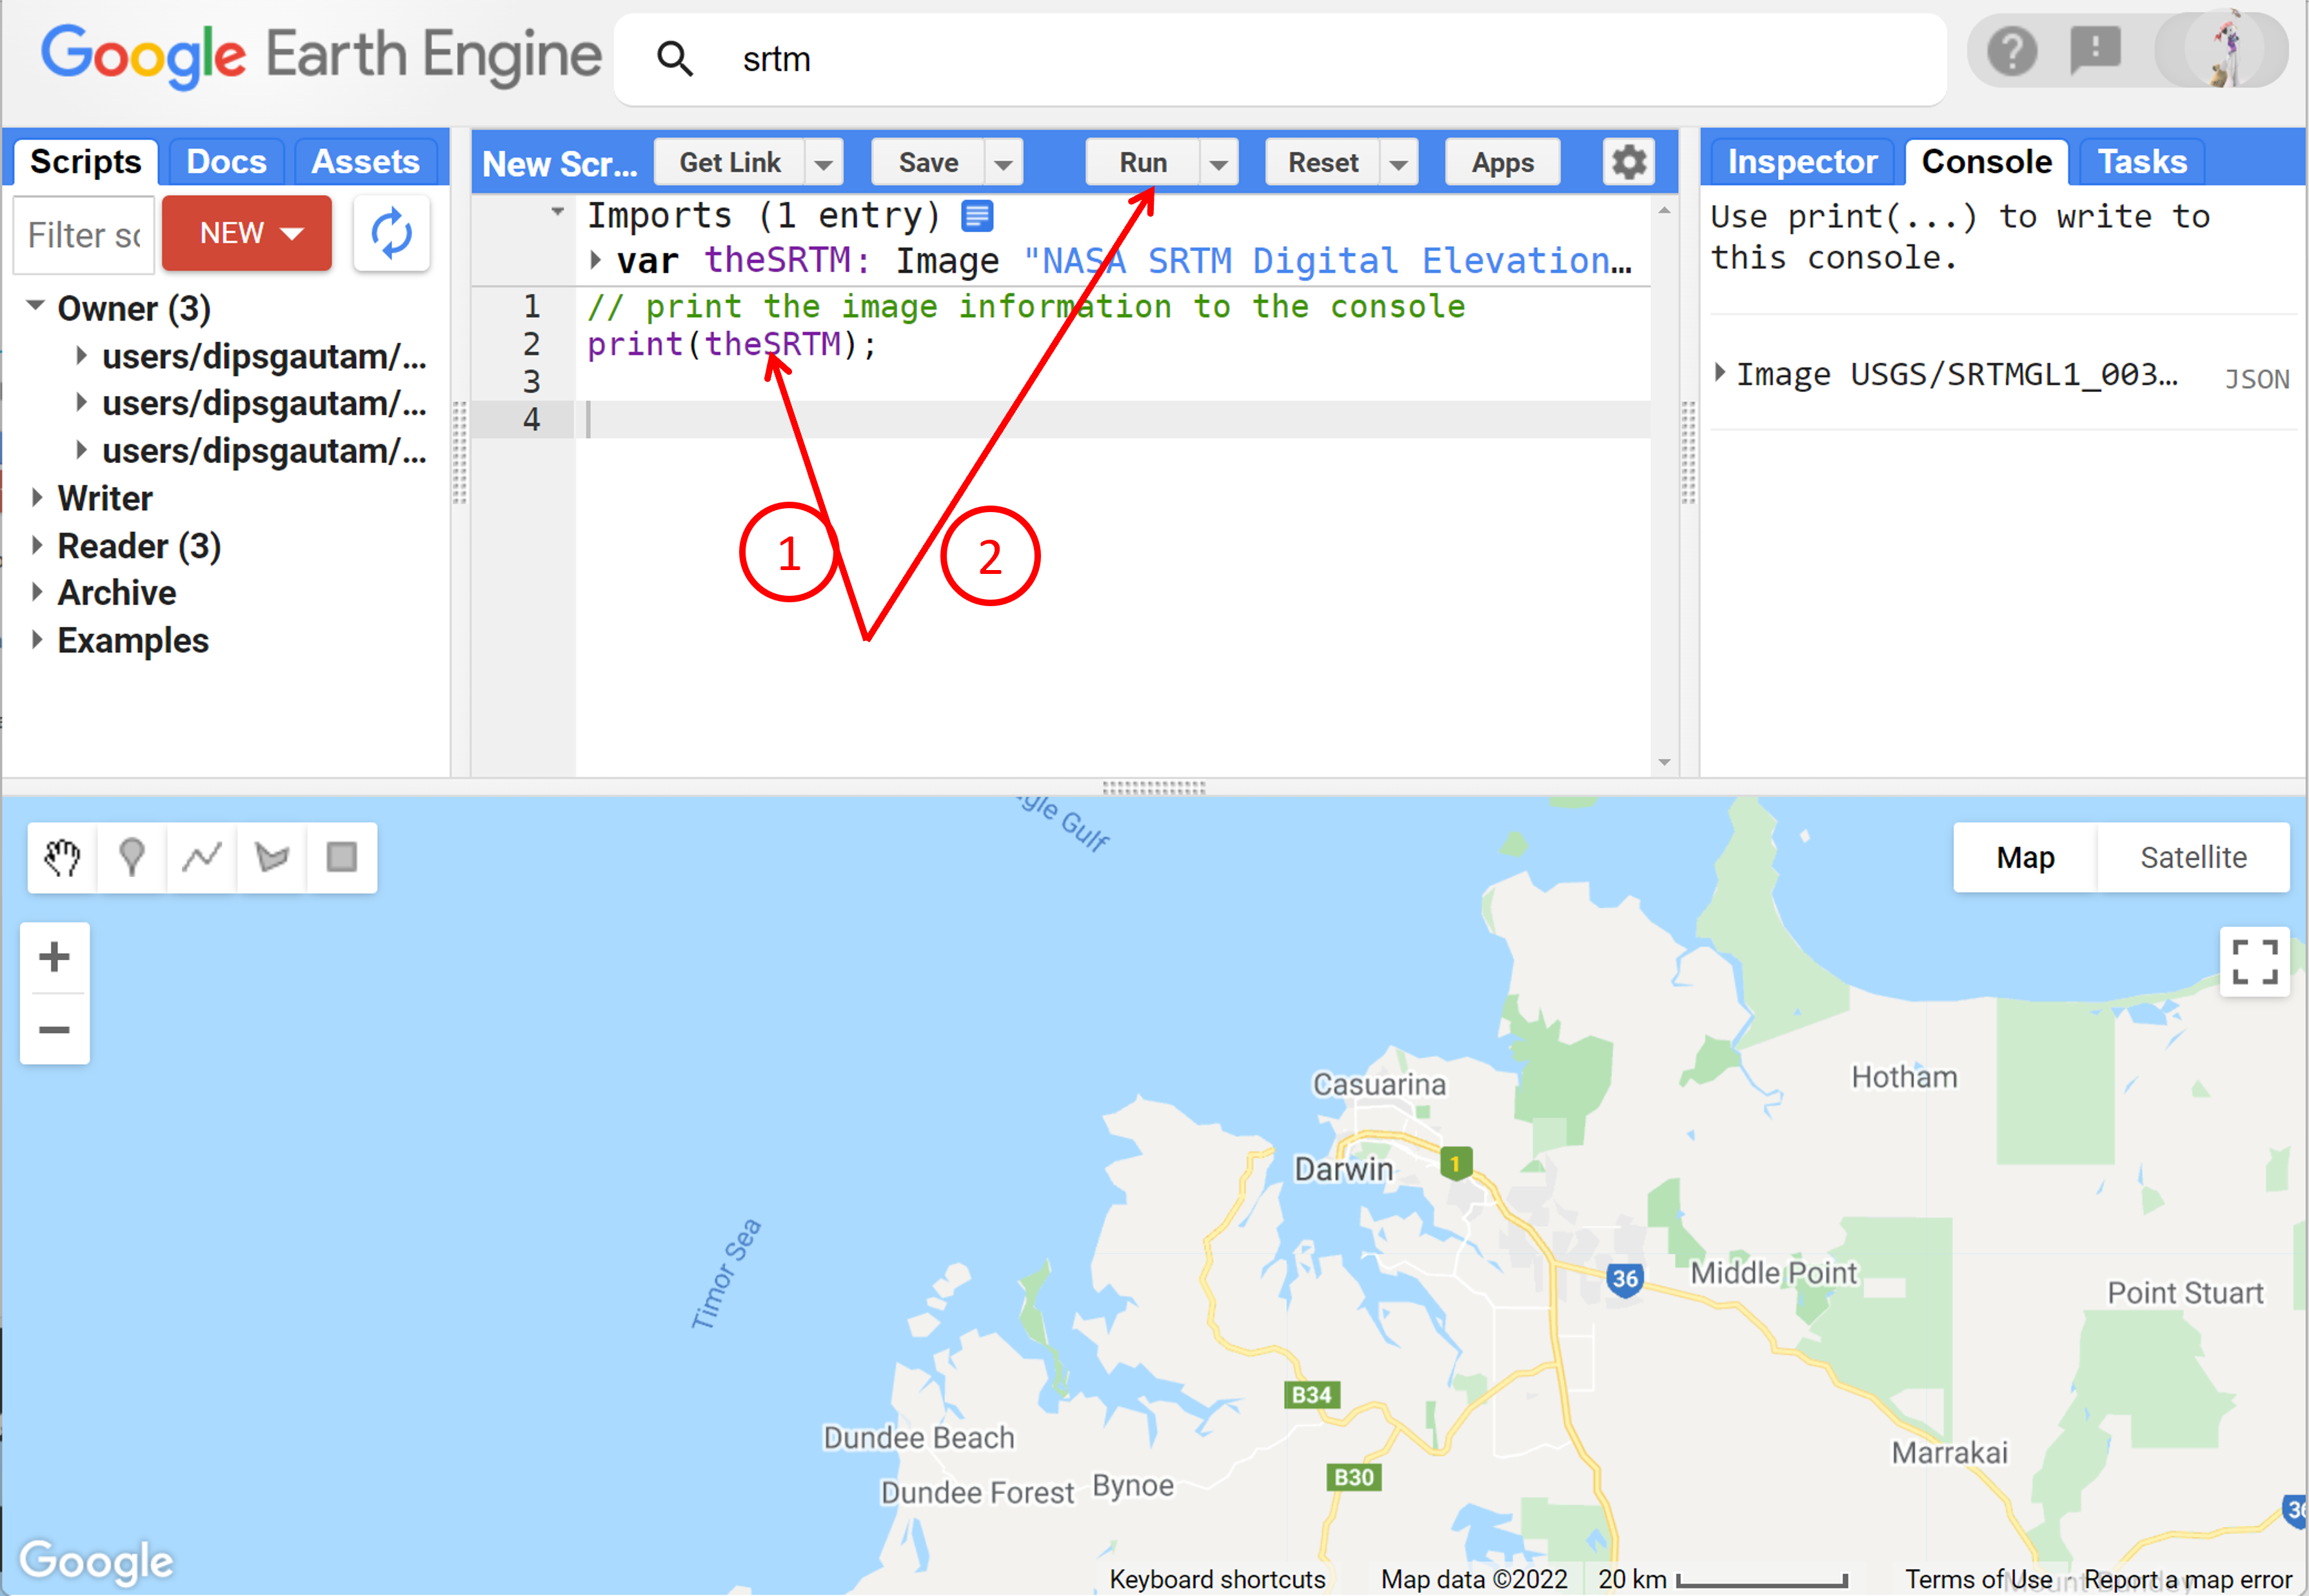 Google Earth Engine
srtm
Scripts Docs Assets
New Scr... Get Link Save Run Reset Apps
Inspector Console Tasks
Filter sc
NEW
Owner (3)
users/dipsgautam/...
users/dipsgautam/...
users/dipsgautam/...
Writer
Reader (3)
Archive
Examples
Imports (1 entry)
var theSRTM: Image "NASA SRTM Digital Elevation…
1 // print the image information to the console
2 print(theSRTM);
3
4
1
2
Use print(...) to write to
this console.
Image USGS/SRTMGL1_003… JSON
Map Satellite
gle Gulf
Timor Sea
Casuarina
Hotham
Darwin
1
36
Middle Point
Point Stuart
B34
Dundee Beach
Marrakai
B30
Bynoe
Dundee Forest
36
Google
Keyboard shortcuts Map data ©2022 20 km Terms of Use Report a map error